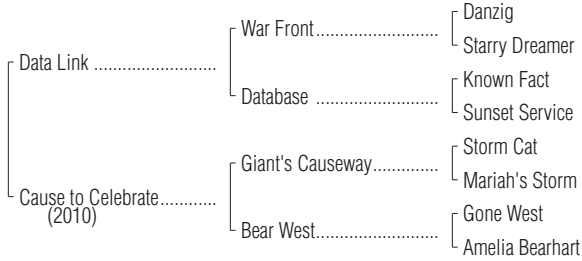 Danzig
War Front..........................
Starry Dreamer
Data Link ..........................
Known Fact
Database ..........................
Sunset Service
Storm Cat
Giant's Causeway..............
Mariah's Storm
Cause to Celebrate............
(2010)
Gone West
Bear West..........................
Amelia Bearhart